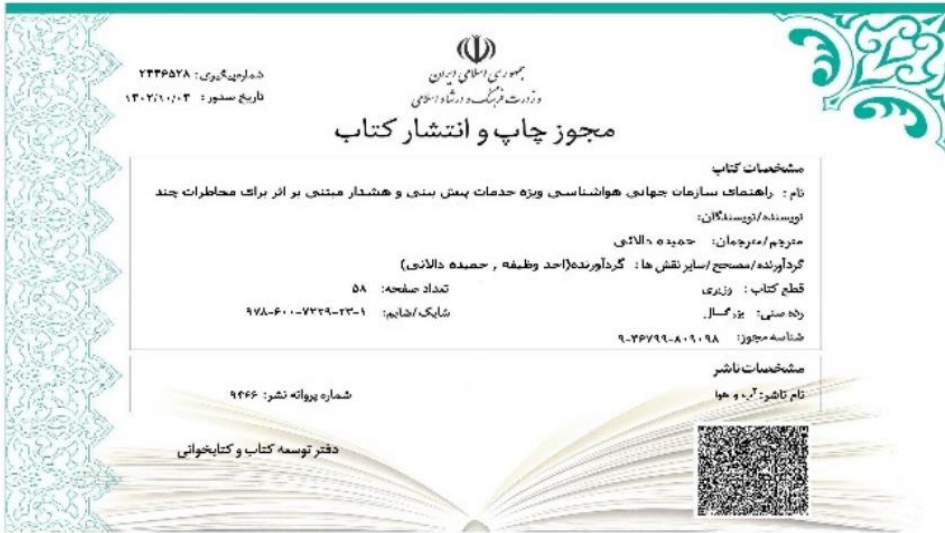 جمهوری اسلامی ایران
وزارت فرهنگ و ارشاد اسلامی
شماره‌پیگیری: ۲۴۴۶۵۲۸
تاریخ صدور: ۱۴۰۲/۱۰/۰۳
مجوز چاپ و انتشار کتاب
مشخصات کتاب
نام: راهنمای سازمان جهانی هواشناسی ویژه خدمات پیش بینی و هشدار مبتنی بر اثر برای مخاطرات چند
نویسنده/نویسندگان:
مترجم/مترجمان: حمیده دالائی
گردآورنده/مصحح/سایر نقش ها: گردآورنده(احد وظیفه , حمیده دالائی)
قطع کتاب: وزیری
تعداد صفحه: ۵۸
رده سنی: بزرگسال
شابک/شاپم: ۹۷۸-۶۰۰-۷۳۳۹-۲۳-۱
شناسه مجوز: ۹-۴۶۷۹۹-۸۰۹۰۹۸
مشخصات ناشر
نام ناشر: آب و هوا
شماره پروانه نشر: ۹۴۶۶
دفتر توسعه کتاب و کتابخوانی